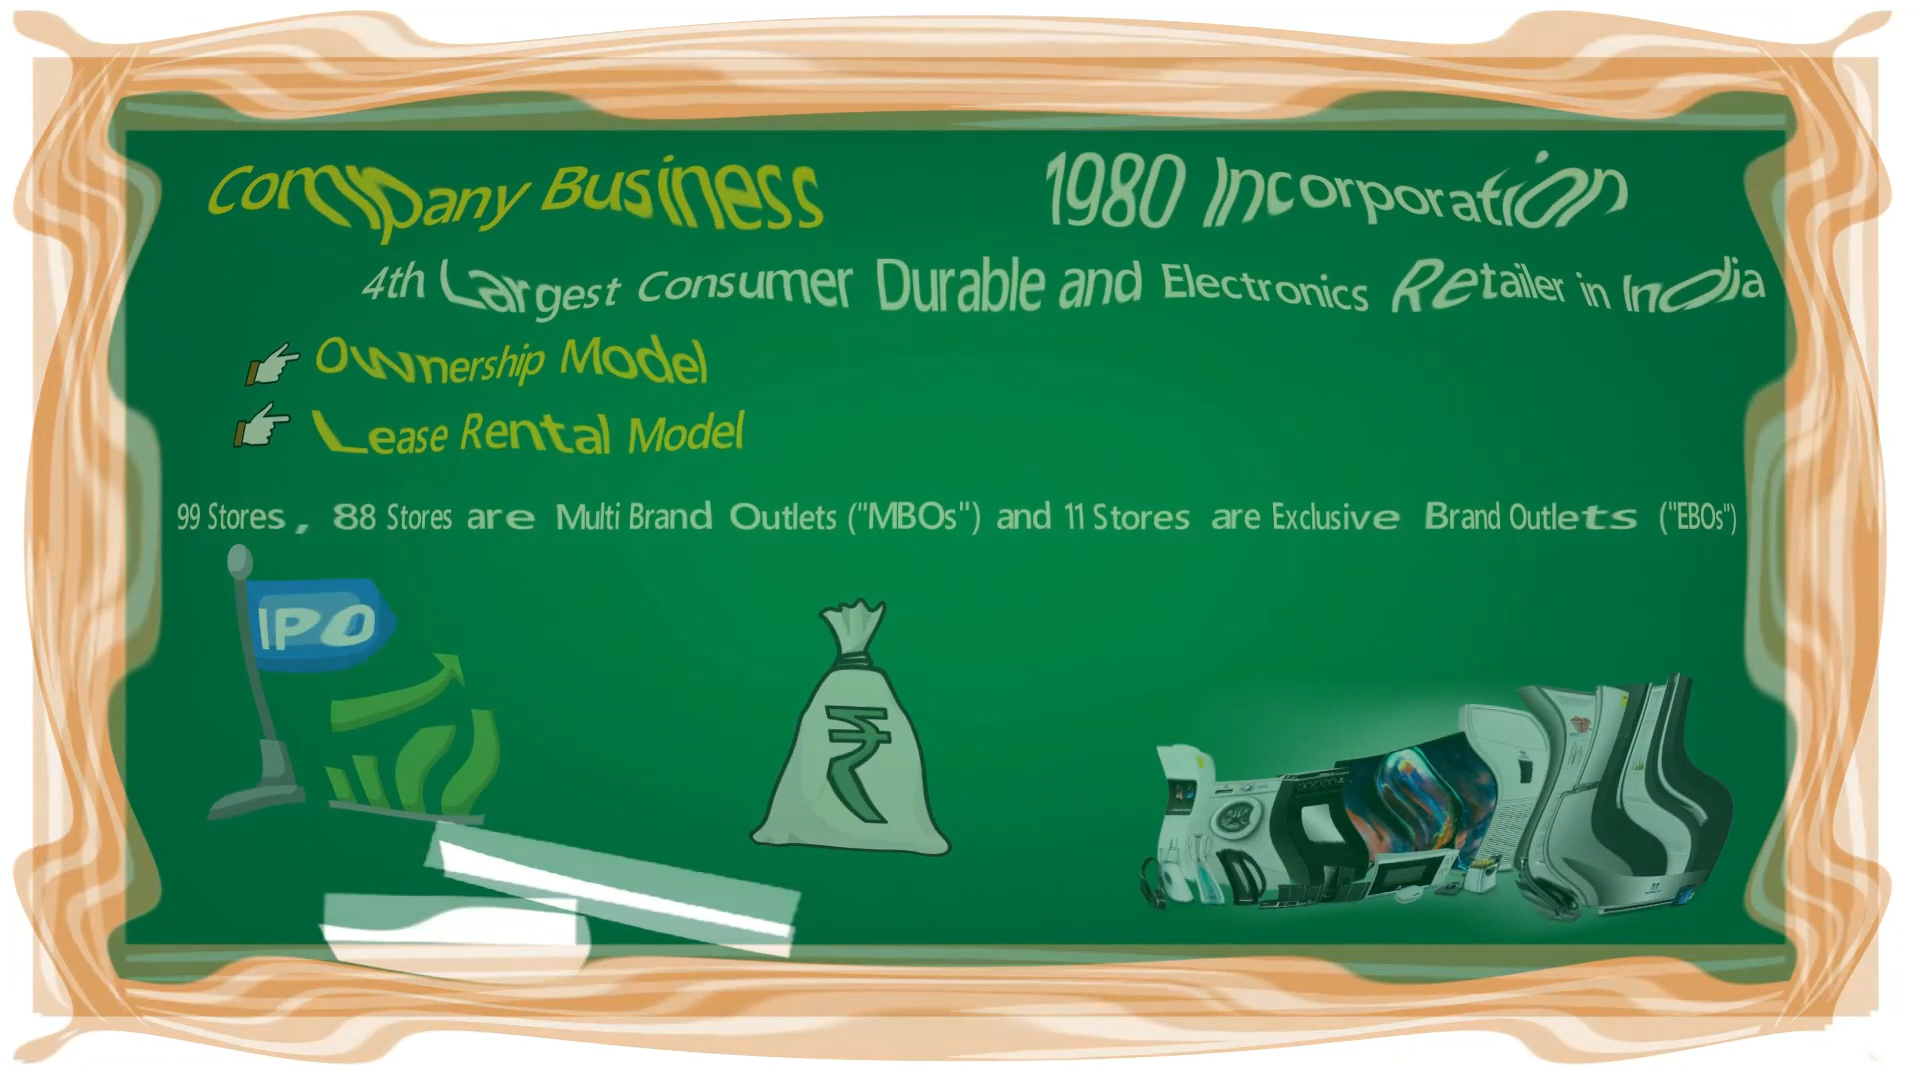 Company Business
1980 Incorporation
4th Largest Consumer Durable and Electronics Retailer in India
Ownership Model
Lease Rental Model
99 Stores, 88 Stores are Multi Brand Outlets ("MBOs") and 11 Stores are Exclusive Brand Outlets ("EBOs")
IPO
₹